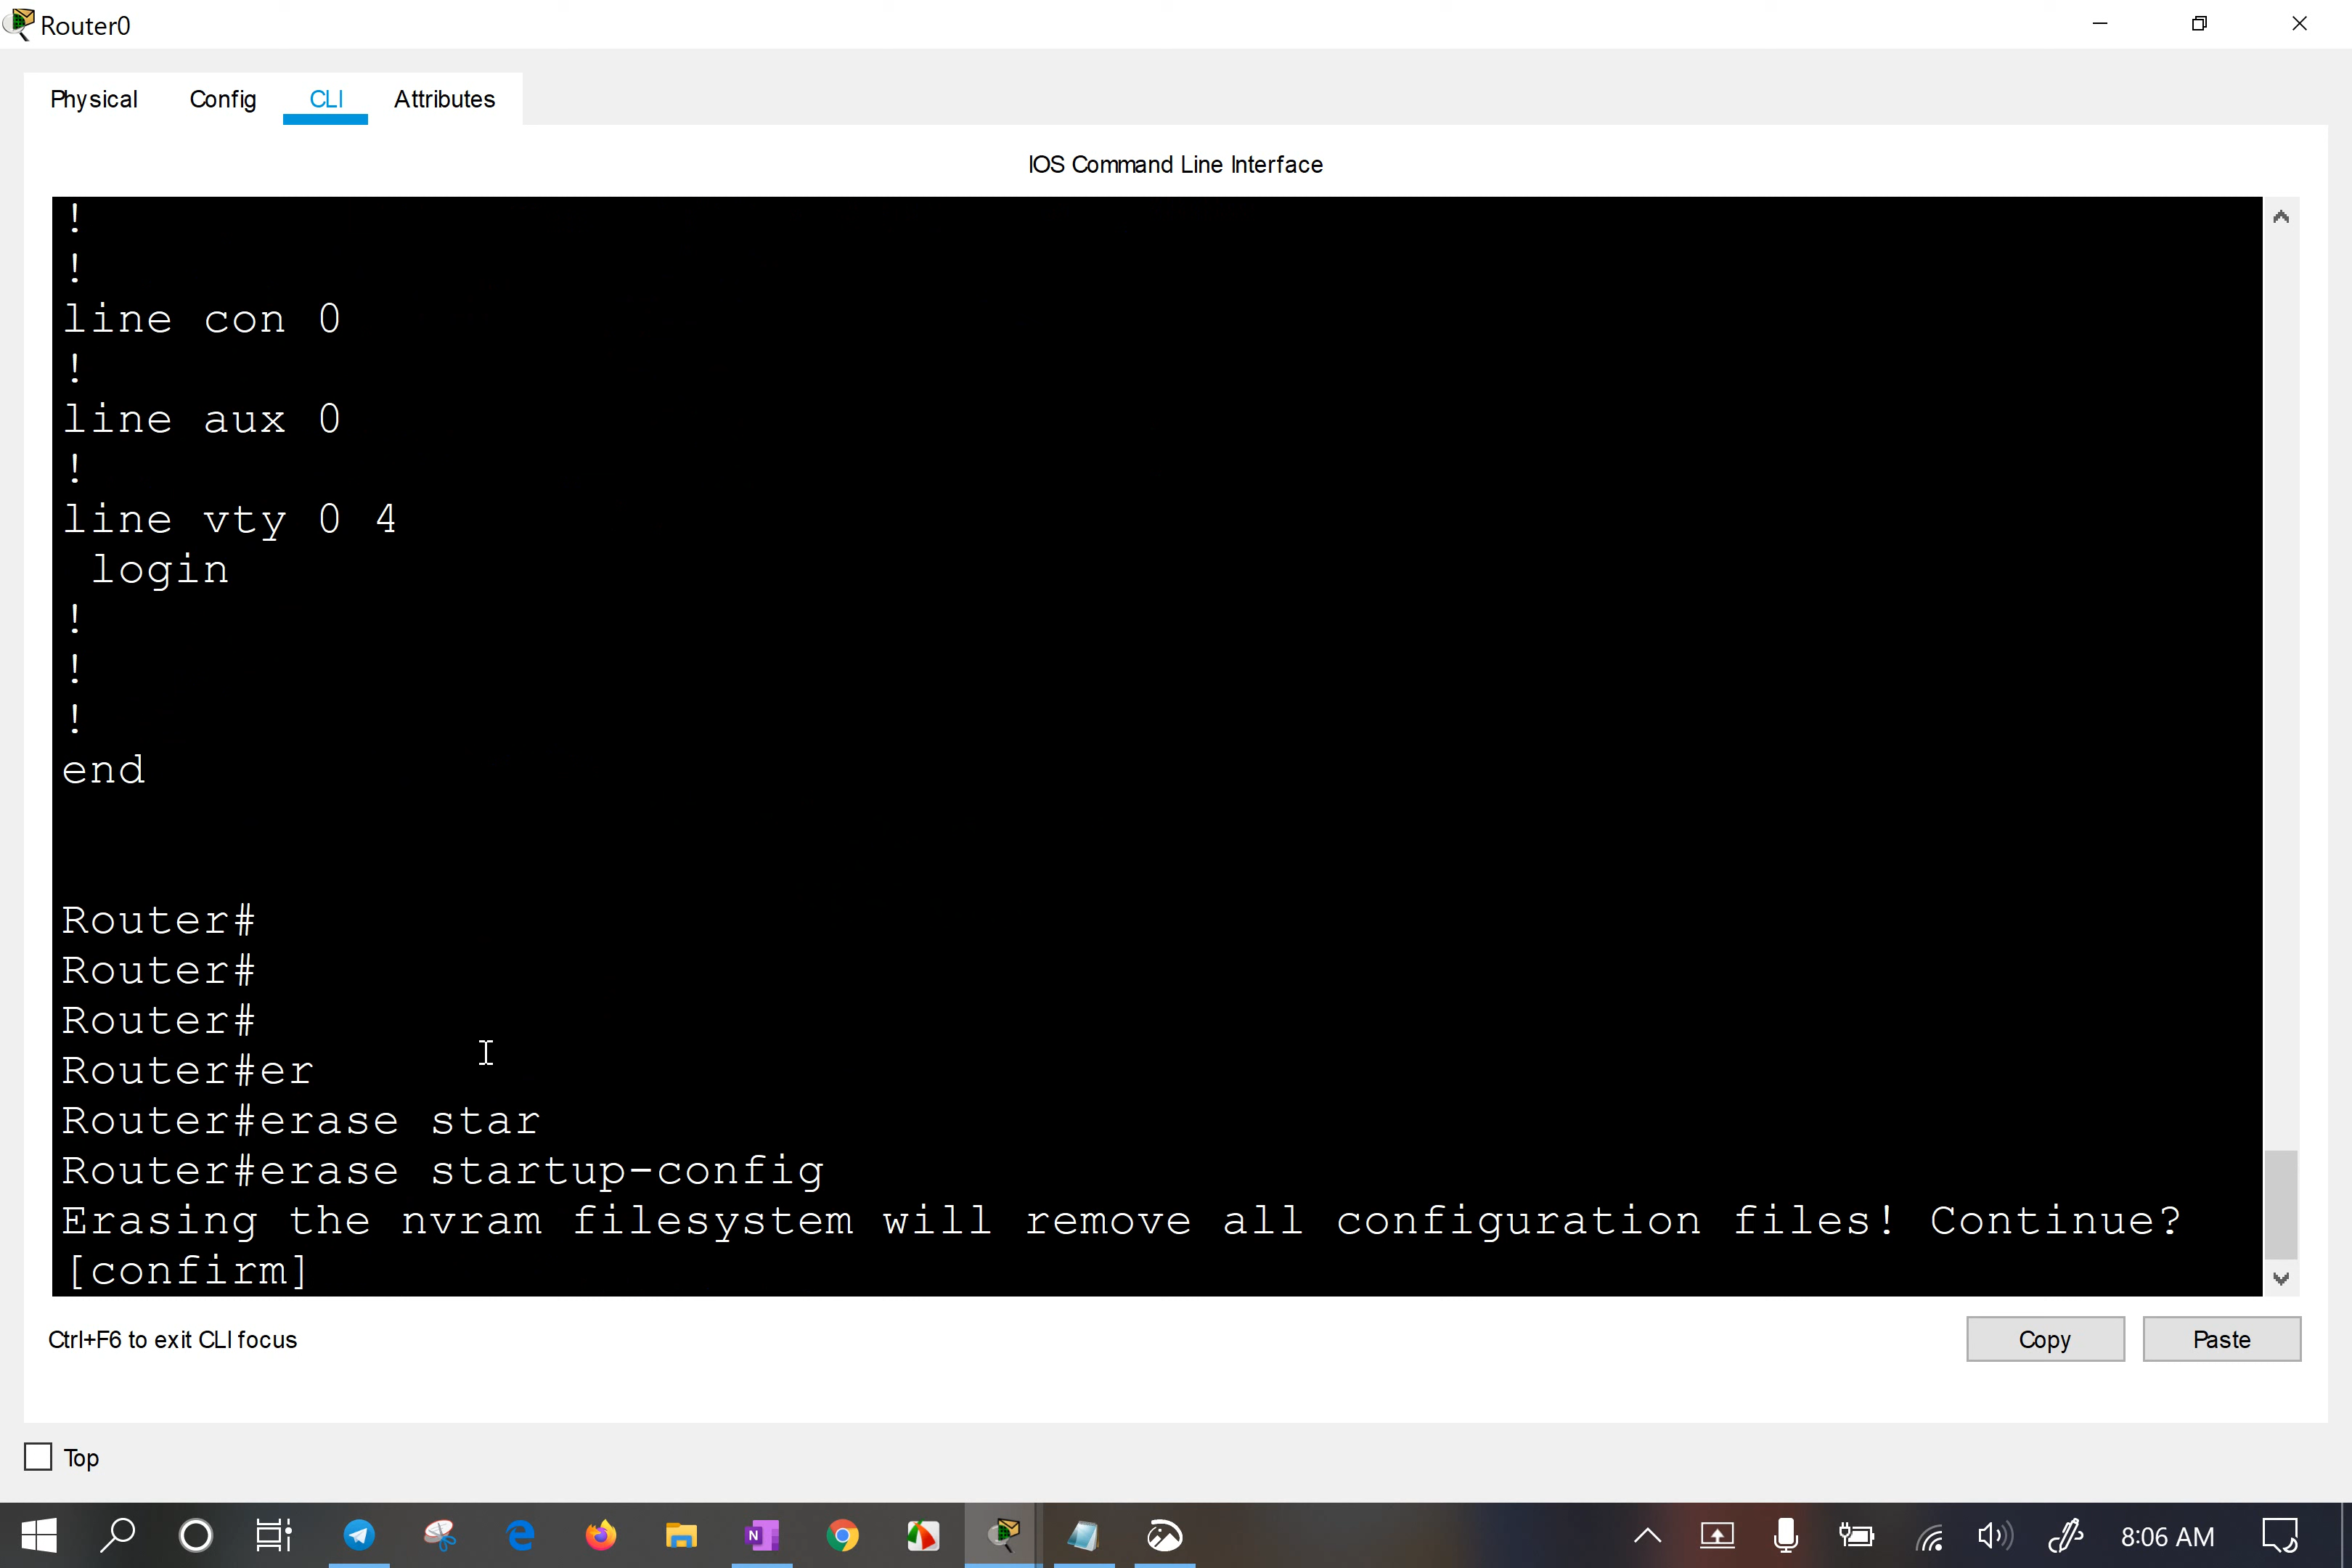 Router0
Physical Config CLI Attributes
IOS Command Line Interface
!
!
line con 0
!
line aux 0
!
line vty 0 4
 login
!
!
!
end
Router#
Router#
Router#
Router#er
Router#erase star
Router#erase startup-config
Erasing the nvram filesystem will remove all configuration files! Continue?
[confirm]
Ctrl+F6 to exit CLI focus
Copy Paste
Top
8:06 AM